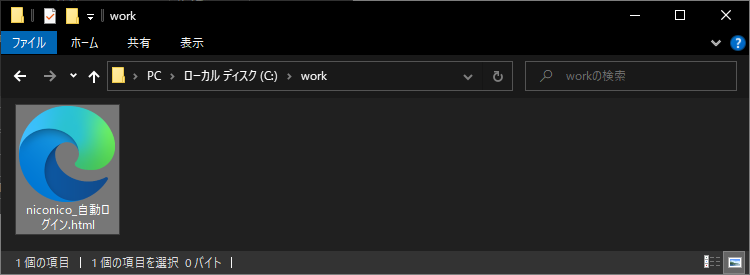 work
ファイル ホーム 共有 表示
PC ローカル ディスク (C:) work workの検索
niconico_自動ロ
グイン.html
1 個の項目 1 個の項目を選択 0 バイト